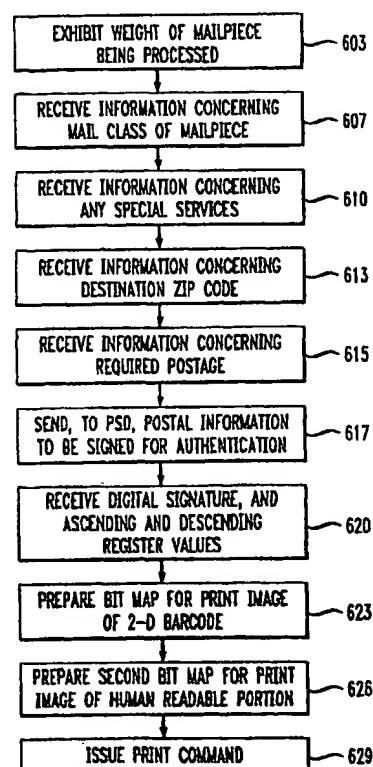 EXHIBIT WEIGHT OF MAILPIECE
BEING PROCESSED
603
RECEIVE INFORMATION CONCERNING
MAIL CLASS OF MAILPIECE
607
RECEIVE INFORMATION CONCERNING
ANY SPECIAL SERVICES
610
RECEIVE INFORMATION CONCERNING
DESTINATION ZIP CODE
613
RECEIVE INFORMATION CONCERNING
REQUIRED POSTAGE
615
SEND, TO PSD, POSTAL INFORMATION
TO BE SIGNED FOR AUTHENTICATION
617
RECEIVE DIGITAL SIGNATURE, AND
ASCENDING AND DESCENDING
REGISTER VALUES
620
PREPARE BIT MAP FOR PRINT IMAGE
OF 2-D BARCODE
623
PREPARE SECOND BIT MAP FOR PRINT
IMAGE OF HUMAN READABLE PORTION
626
ISSUE PRINT COMMAND
629